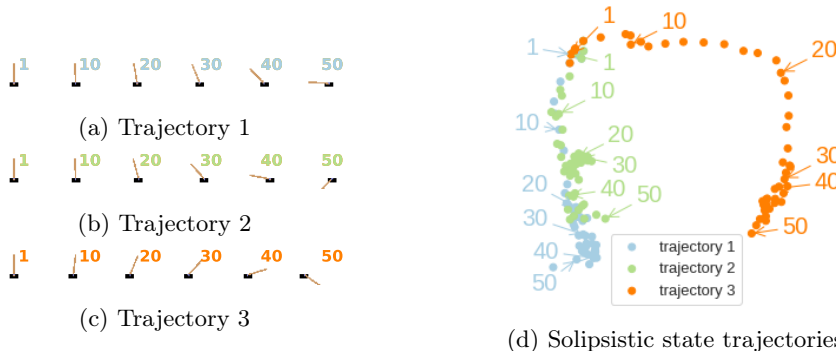 1 10 20 30 40 50
(a) Trajectory 1
1 10 20 30 40 50
(b) Trajectory 2
1 10 20 30 40 50
(c) Trajectory 3
1 10
1 1 20
10
10
20
30 30
20 40 40
50
30 50
40
50
trajectory 1
trajectory 2
trajectory 3
(d) Solipsistic state trajectories